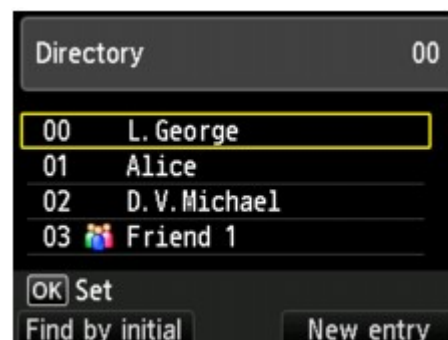 Directory 00
00 L.George
01 Alice
02 D.V.Michael
03 Friend 1
OK Set
Find by initial New entry